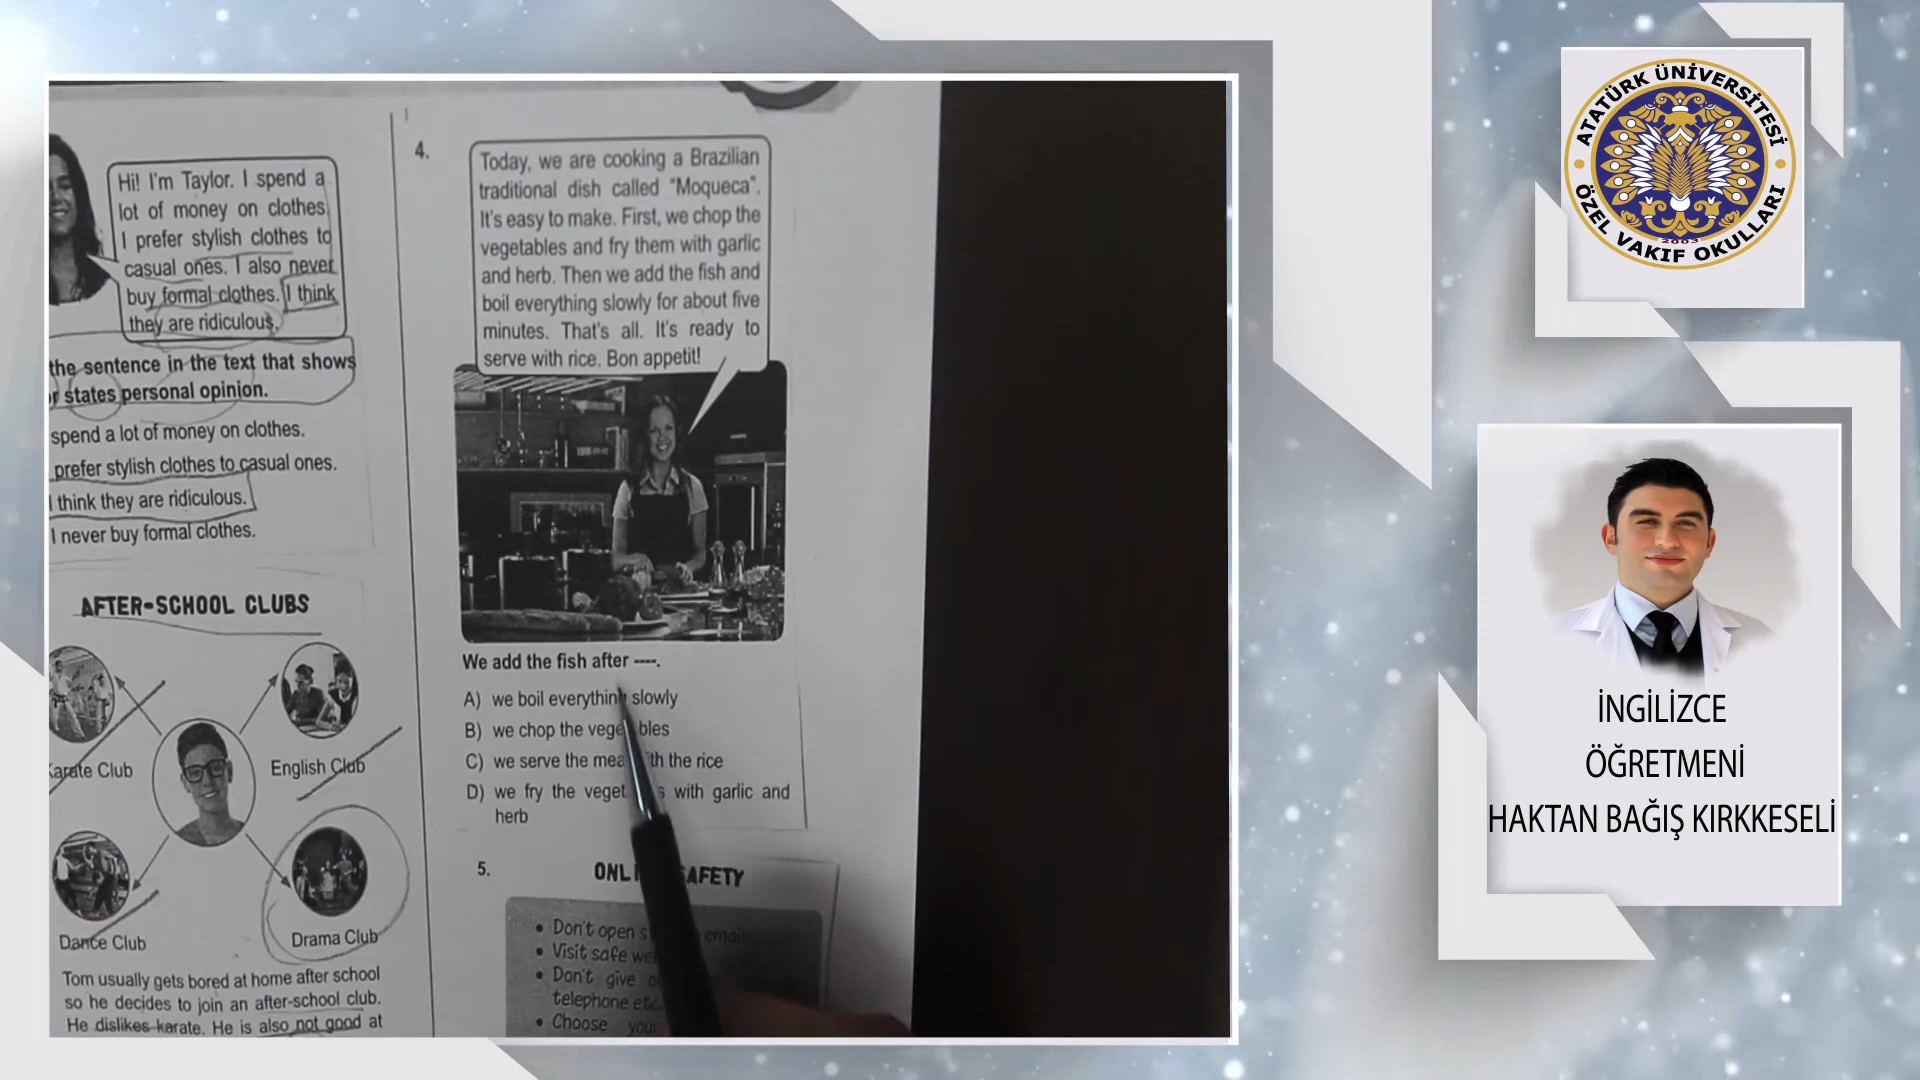 Hi! I'm Taylor. I spend a
lot of money on clothes.
I prefer stylish clothes to
casual ones. I also never
buy formal clothes. I think
they are ridiculous.
the sentence in the text that shows
states personal opinion.
spend a lot of money on clothes.
prefer stylish clothes to casual ones.
I think they are ridiculous.
I never buy formal clothes.
AFTER-SCHOOL CLUBS
Karate Club
English Club
Dance Club
Drama Club
Tom usually gets bored at home after school
so he decides to join an after-school club.
He dislikes karate. He is also not good at
4.
Today, we are cooking a Brazilian
traditional dish called "Moqueca".
It's easy to make. First, we chop the
vegetables and fry them with garlic
and herb. Then we add the fish and
boil everything slowly for about five
minutes. That's all. It's ready to
serve with rice. Bon appetit!
We add the fish after ----.
A) we boil everything slowly
B) we chop the vegetables
C) we serve the meal with the rice
D) we fry the vegetables with garlic and
herb
5.
ONLINE SAFETY
• Don't open emails
• Visit safe
• Don't give
telephone etc.
• Choose your
ATATÜRK ÜNİVERSİTESİ
ÖZEL VAKIF OKULLARI
2003
İNGİLİZCE
ÖĞRETMENİ
HAKTAN BAĞIŞ KIRKKESELİ